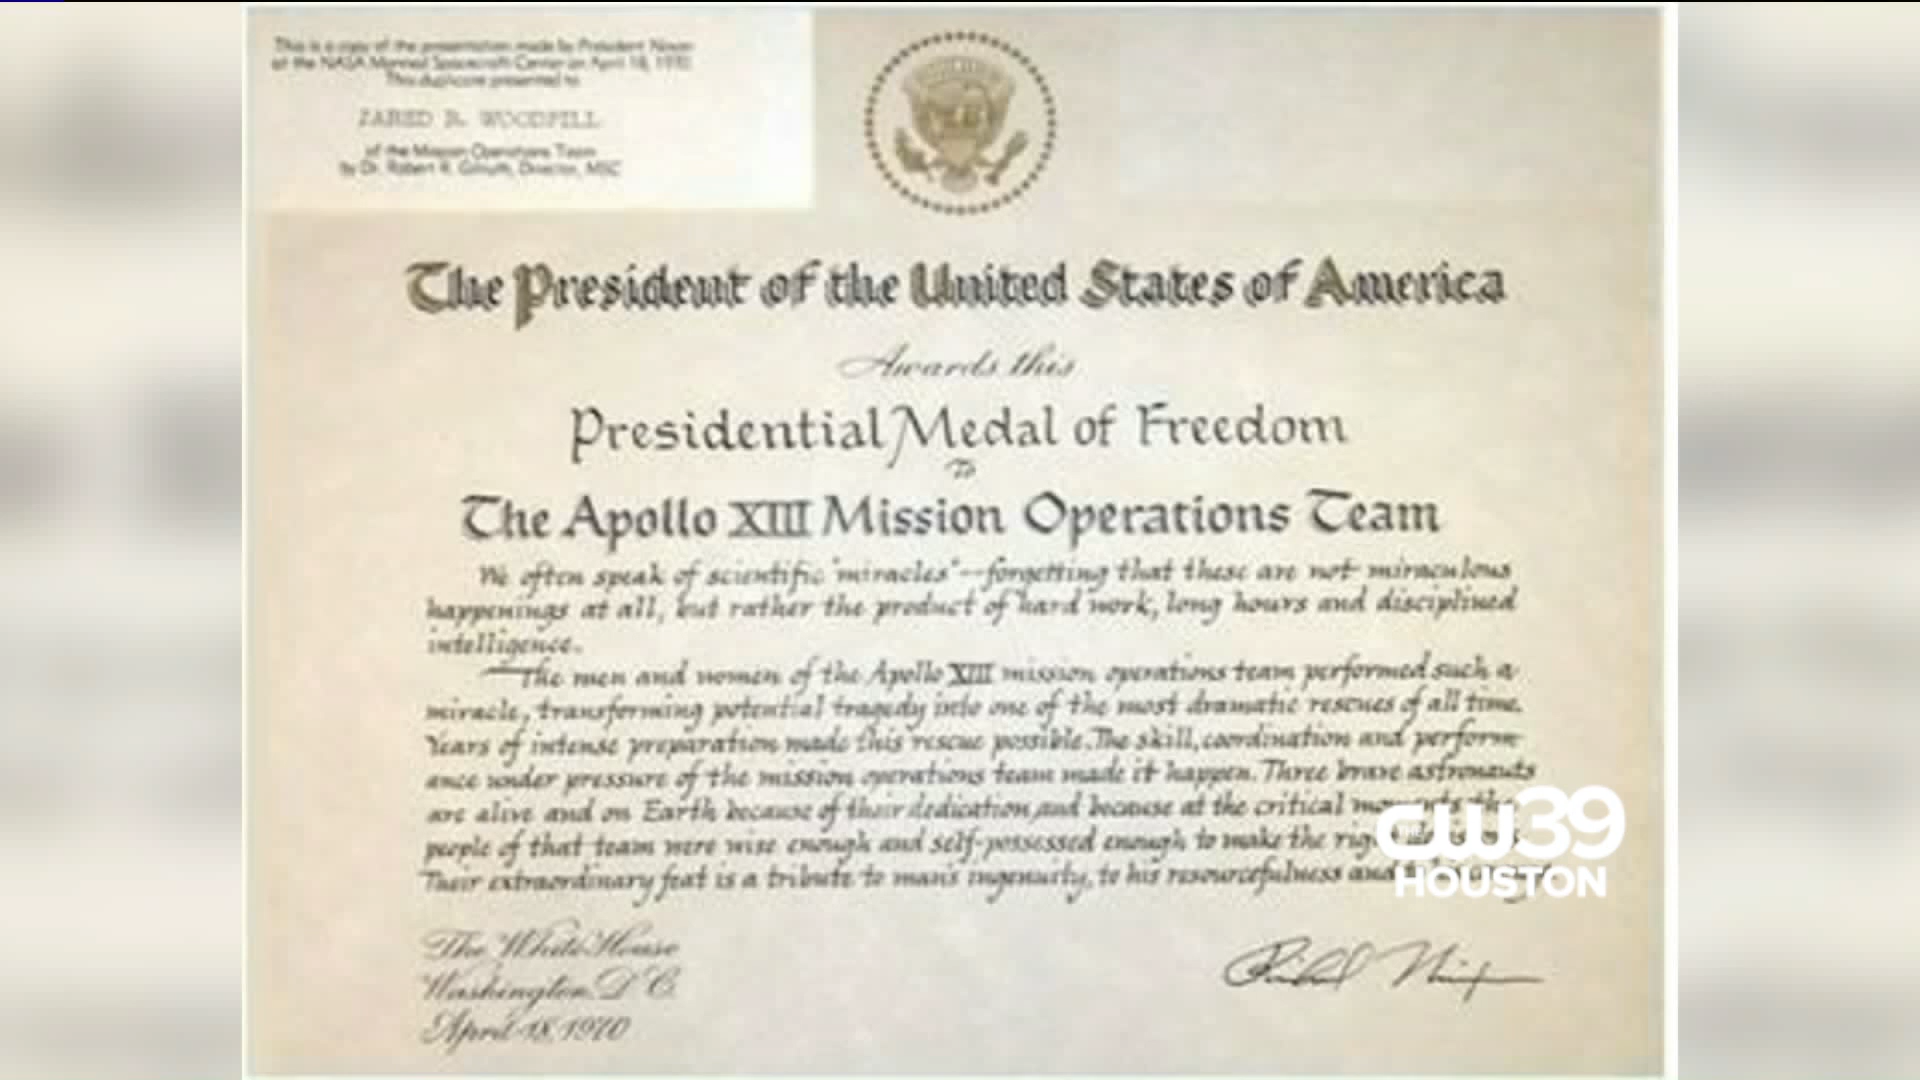 This is a copy of the presentation made by President Nixon
at the NASA Manned Spacecraft Center on April 18, 1970.
This duplicate presented to
JARED R. WOODFILL
of the Mission Operations Team
by Dr. Robert R. Gilruth, Director, MSC
The President of the United States of America
Awards this
Presidential Medal of Freedom
To
The Apollo XIII Mission Operations Team
We often speak of scientific "miracles"--forgetting that these are not miraculous
happenings at all, but rather the product of hard work, long hours and disciplined
intelligence.
The men and women of the Apollo XIII mission operations team performed such a
miracle, transforming potential tragedy into one of the most dramatic rescues of all time.
Years of intense preparation made this rescue possible. The skill, coordination and perform-
ance under pressure of the mission operations team made it happen. Three brave astronauts
are alive and on Earth because of their dedication, and because at the critical moments the
people of that team were wise enough and self-possessed enough to make the right decisions.
Their extraordinary feat is a tribute to man's ingenuity, to his resourcefulness and to his
CW39
HOUSTON
The White House
Washington, D.C.
April 18, 1970
Richard Nixon